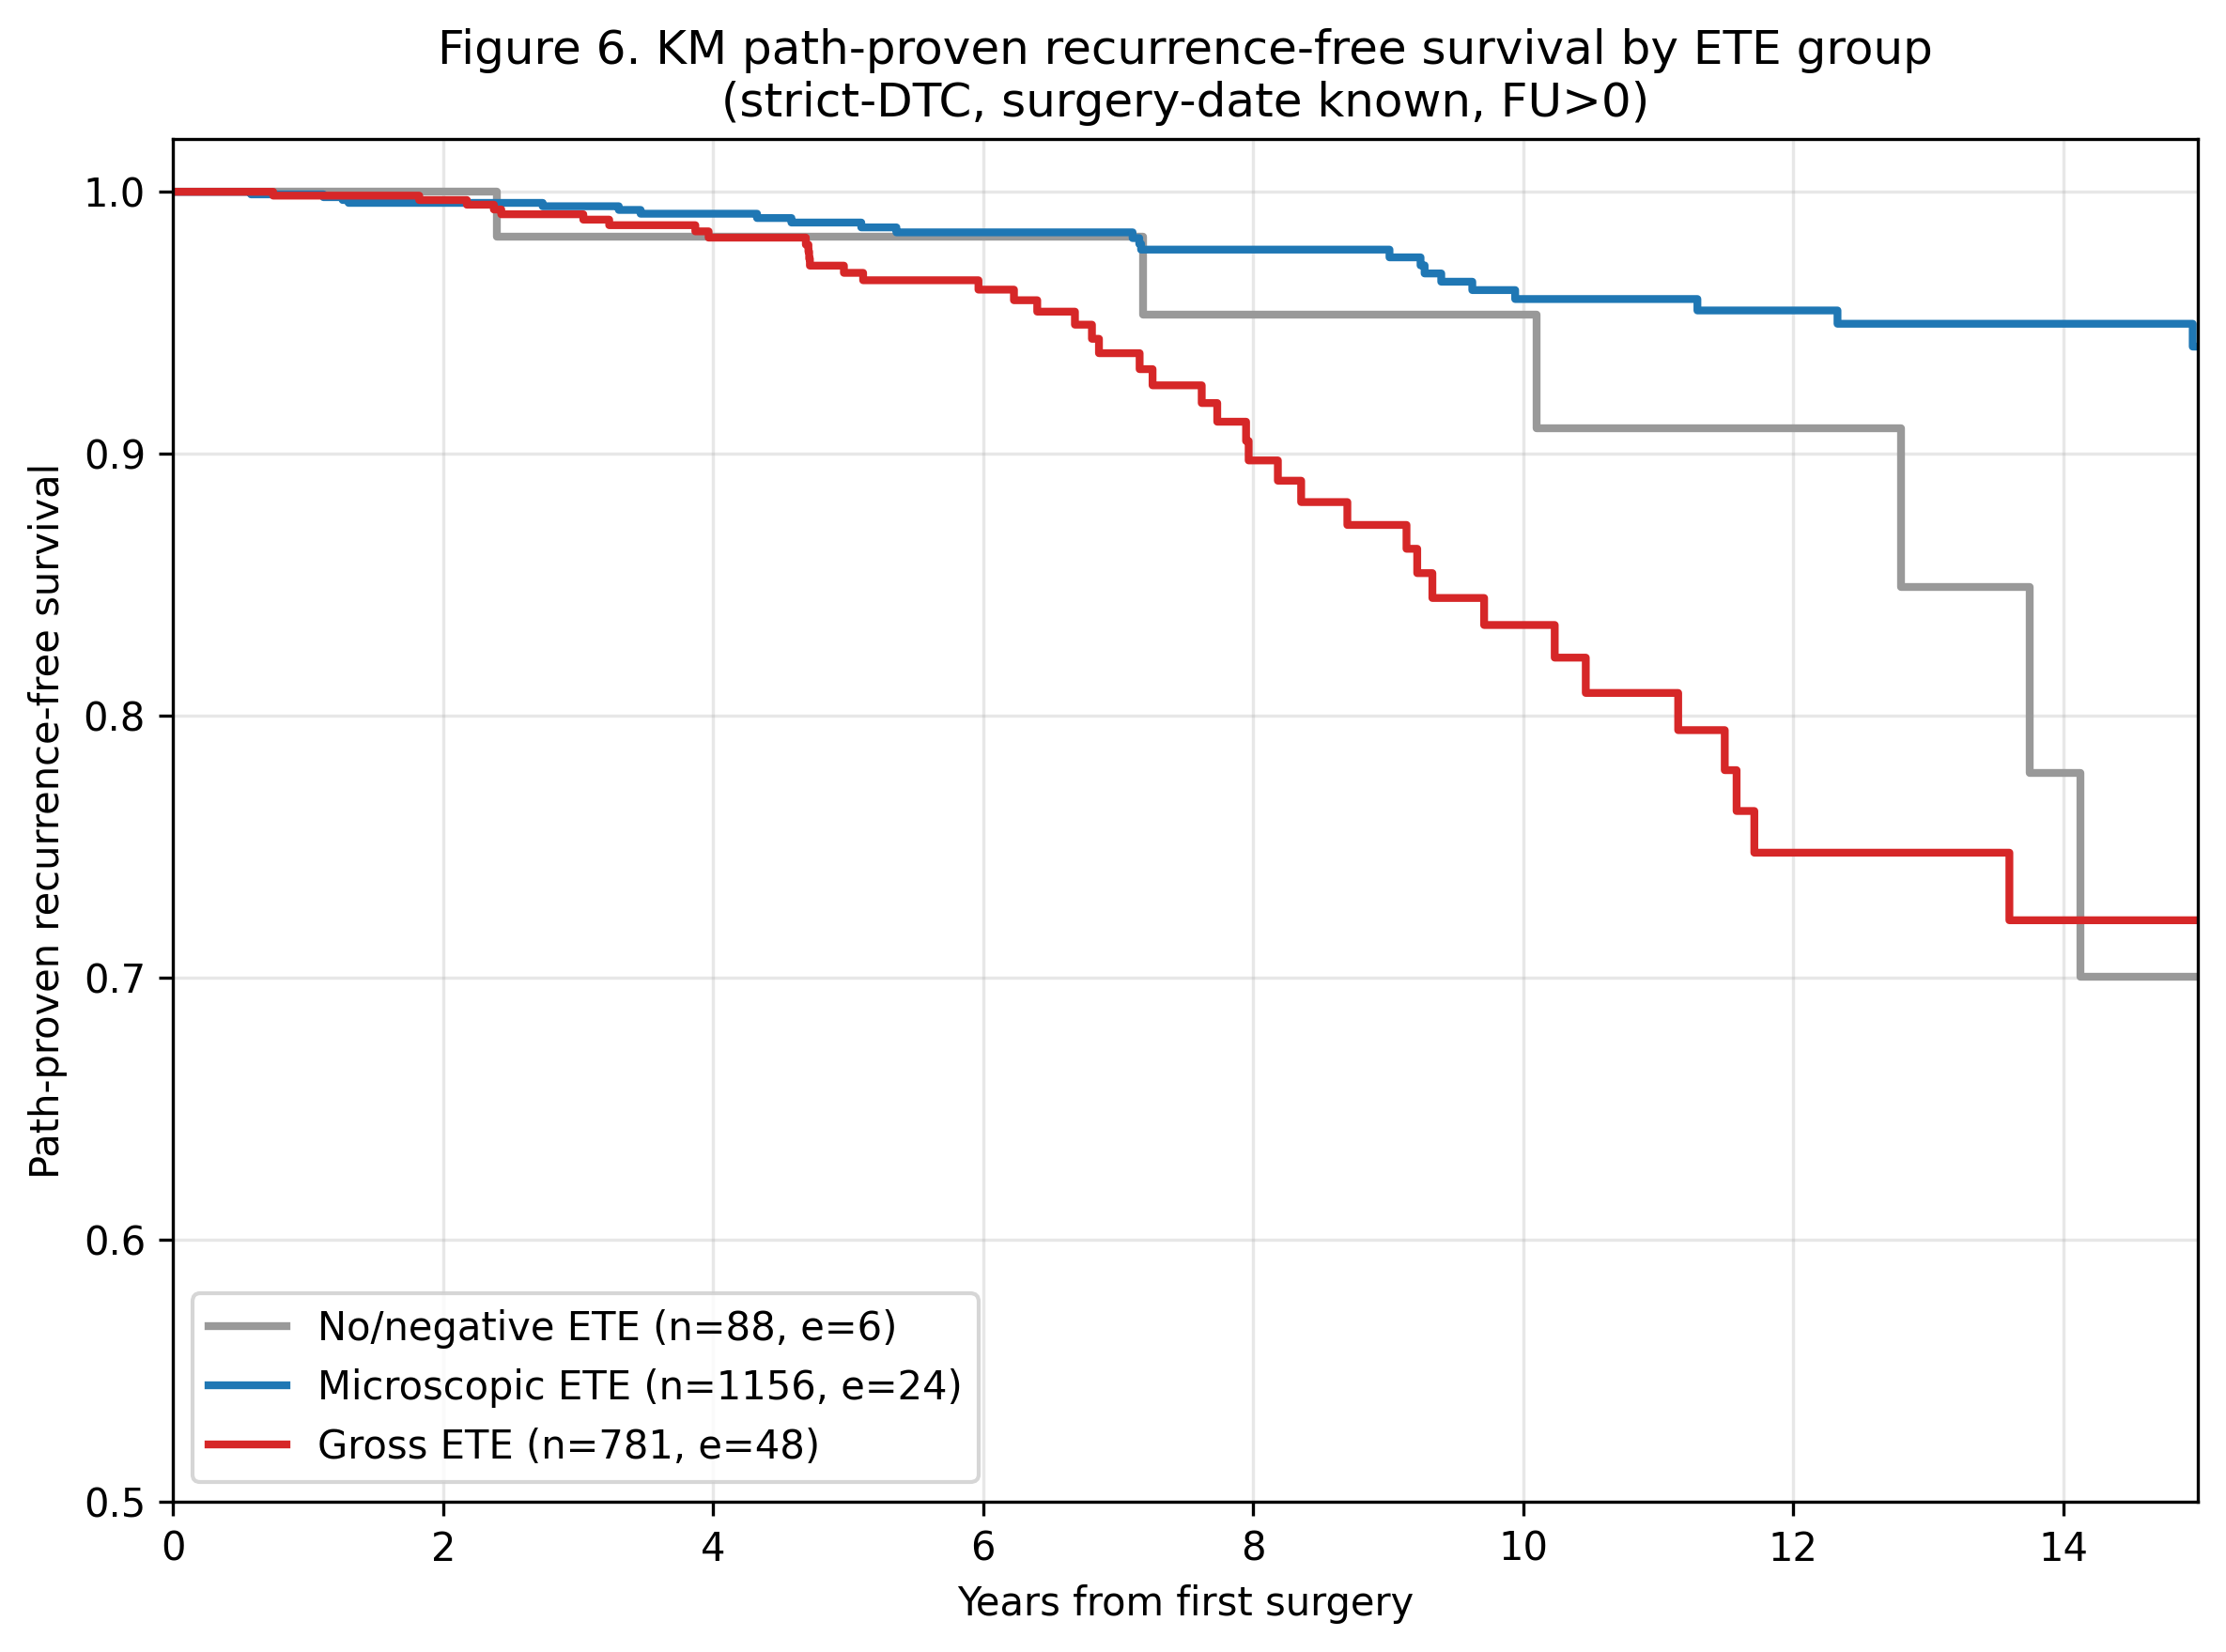 Figure 6. KM path-proven recurrence-free survival by ETE group
(strict-DTC, surgery-date known, FU>0)
Path-proven recurrence-free survival
1.0
0.9
0.8
0.7
0.6
0.5
No/negative ETE (n=88, e=6)
Microscopic ETE (n=1156, e=24)
Gross ETE (n=781, e=48)
0 2 4 6 8 10 12 14
Years from first surgery